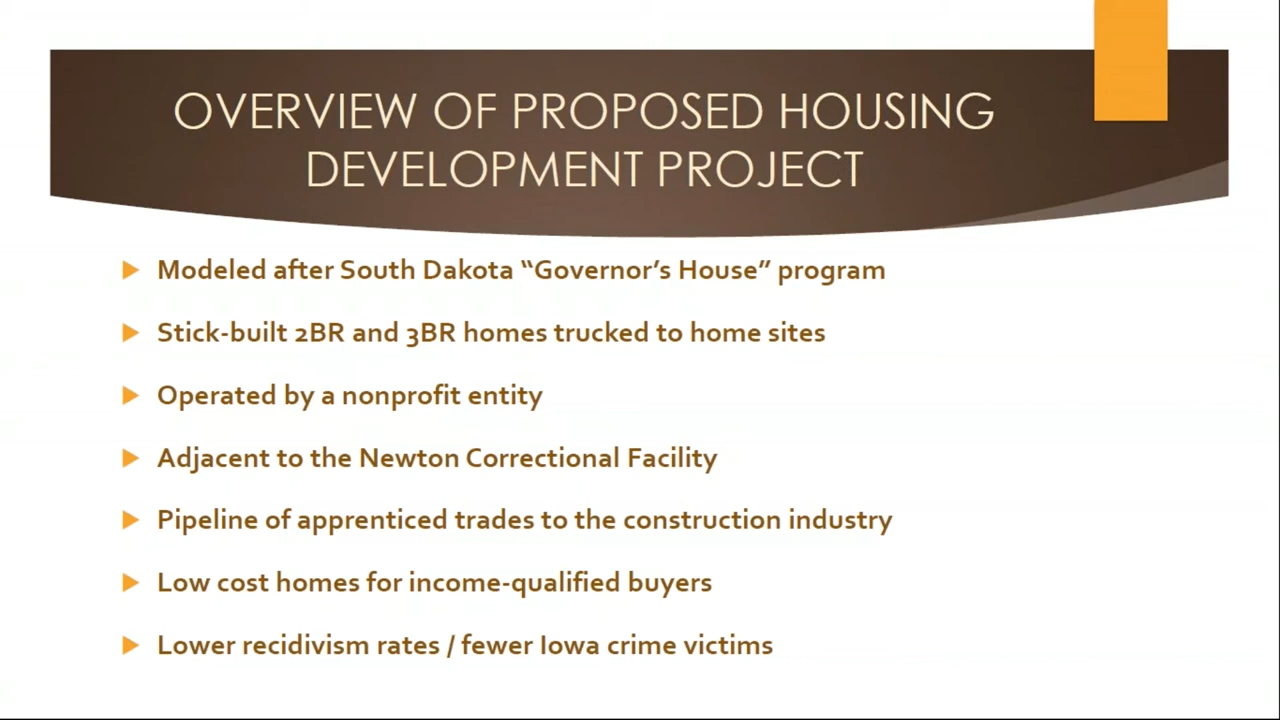 OVERVIEW OF PROPOSED HOUSING
DEVELOPMENT PROJECT
Modeled after South Dakota “Governor’s House” program
Stick-built 2BR and 3BR homes trucked to home sites
Operated by a nonprofit entity
Adjacent to the Newton Correctional Facility
Pipeline of apprenticed trades to the construction industry
Low cost homes for income-qualified buyers
Lower recidivism rates / fewer Iowa crime victims